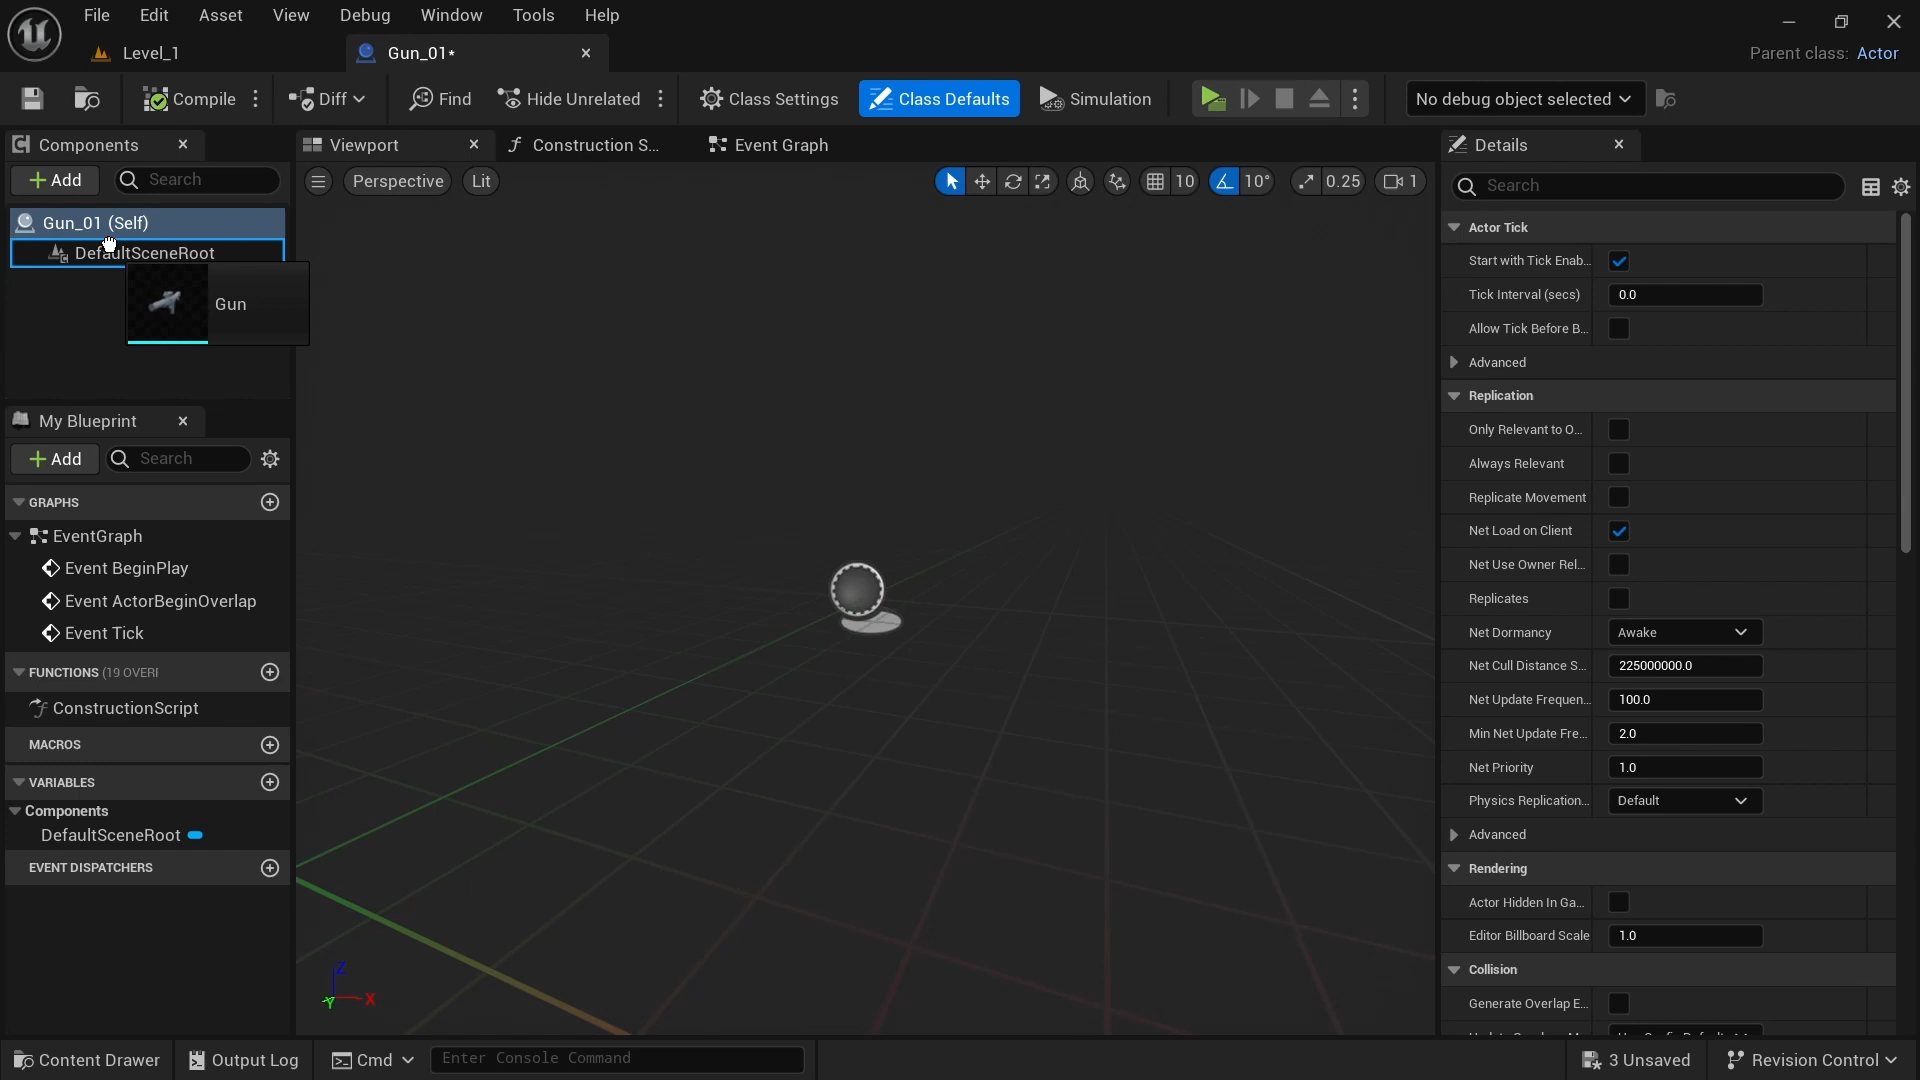 File Edit Asset View Debug Window Tools Help
Level_1 Gun_01* Parent class: Actor
Compile Diff Find Hide Unrelated Class Settings Class Defaults Simulation No debug object selected
Components Viewport Construction S... Event Graph Details
Add Search Perspective Lit 10 10° 0.25 1 Search
Gun_01 (Self)
DefaultSceneRoot
Gun
My Blueprint
Add Search
GRAPHS
EventGraph
Event BeginPlay
Event ActorBeginOverlap
Event Tick
FUNCTIONS (19 OVERI
ConstructionScript
MACROS
VARIABLES
Components
DefaultSceneRoot
EVENT DISPATCHERS
Z
Y X
Actor Tick
Start with Tick Enab...
Tick Interval (secs) 0.0
Allow Tick Before B...
Advanced
Replication
Only Relevant to O...
Always Relevant
Replicate Movement
Net Load on Client
Net Use Owner Rel...
Replicates
Net Dormancy Awake
Net Cull Distance S... 225000000.0
Net Update Frequen... 100.0
Min Net Update Fre... 2.0
Net Priority 1.0
Physics Replication... Default
Advanced
Rendering
Actor Hidden In Ga...
Editor Billboard Scale 1.0
Collision
Generate Overlap E...
Content Drawer Output Log Cmd Enter Console Command 3 Unsaved Revision Control